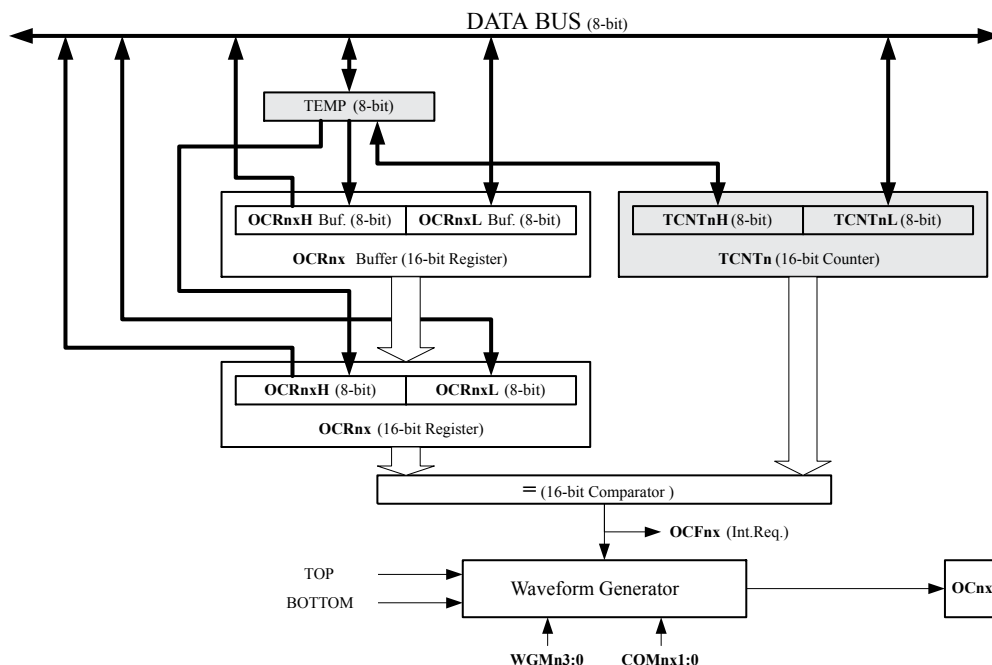 DATA BUS (8-bit)
TEMP (8-bit)
OCRnxH Buf. (8-bit) OCRnxL Buf. (8-bit)
OCRnx Buffer (16-bit Register)
TCNTnH (8-bit) TCNTnL (8-bit)
TCNTn (16-bit Counter)
OCRnxH (8-bit) OCRnxL (8-bit)
OCRnx (16-bit Register)
= (16-bit Comparator )
OCFnx (Int.Req.)
TOP
BOTTOM
Waveform Generator
OCnx
WGMn3:0 COMnx1:0